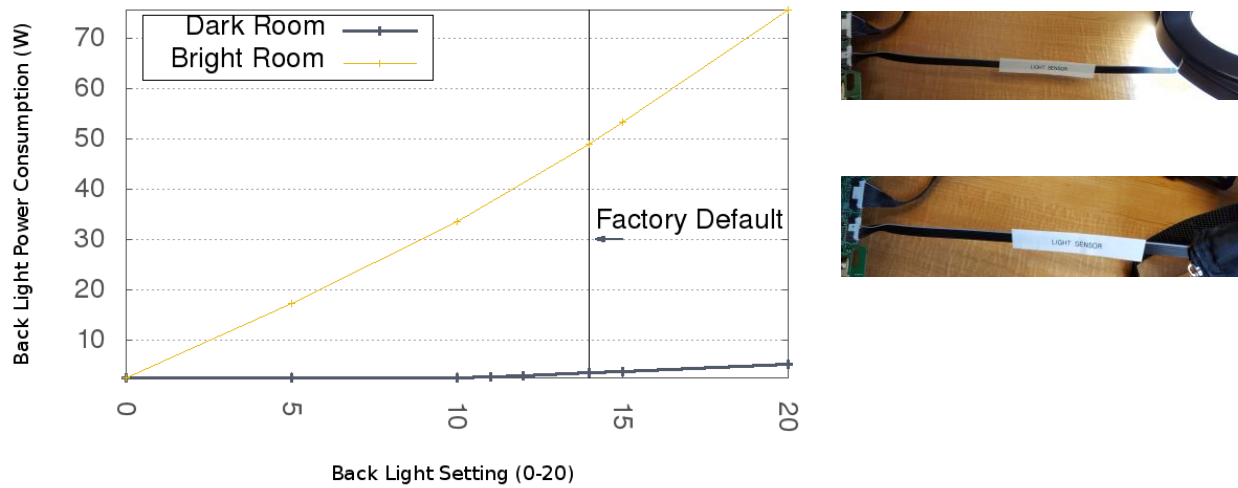 Back Light Power Consumption (W)
70
60
50
40
30
20
10
Dark Room
Bright Room
Factory Default
0
5
10
15
20
Back Light Setting (0-20)
LIGHT SENSOR
LIGHT SENSOR